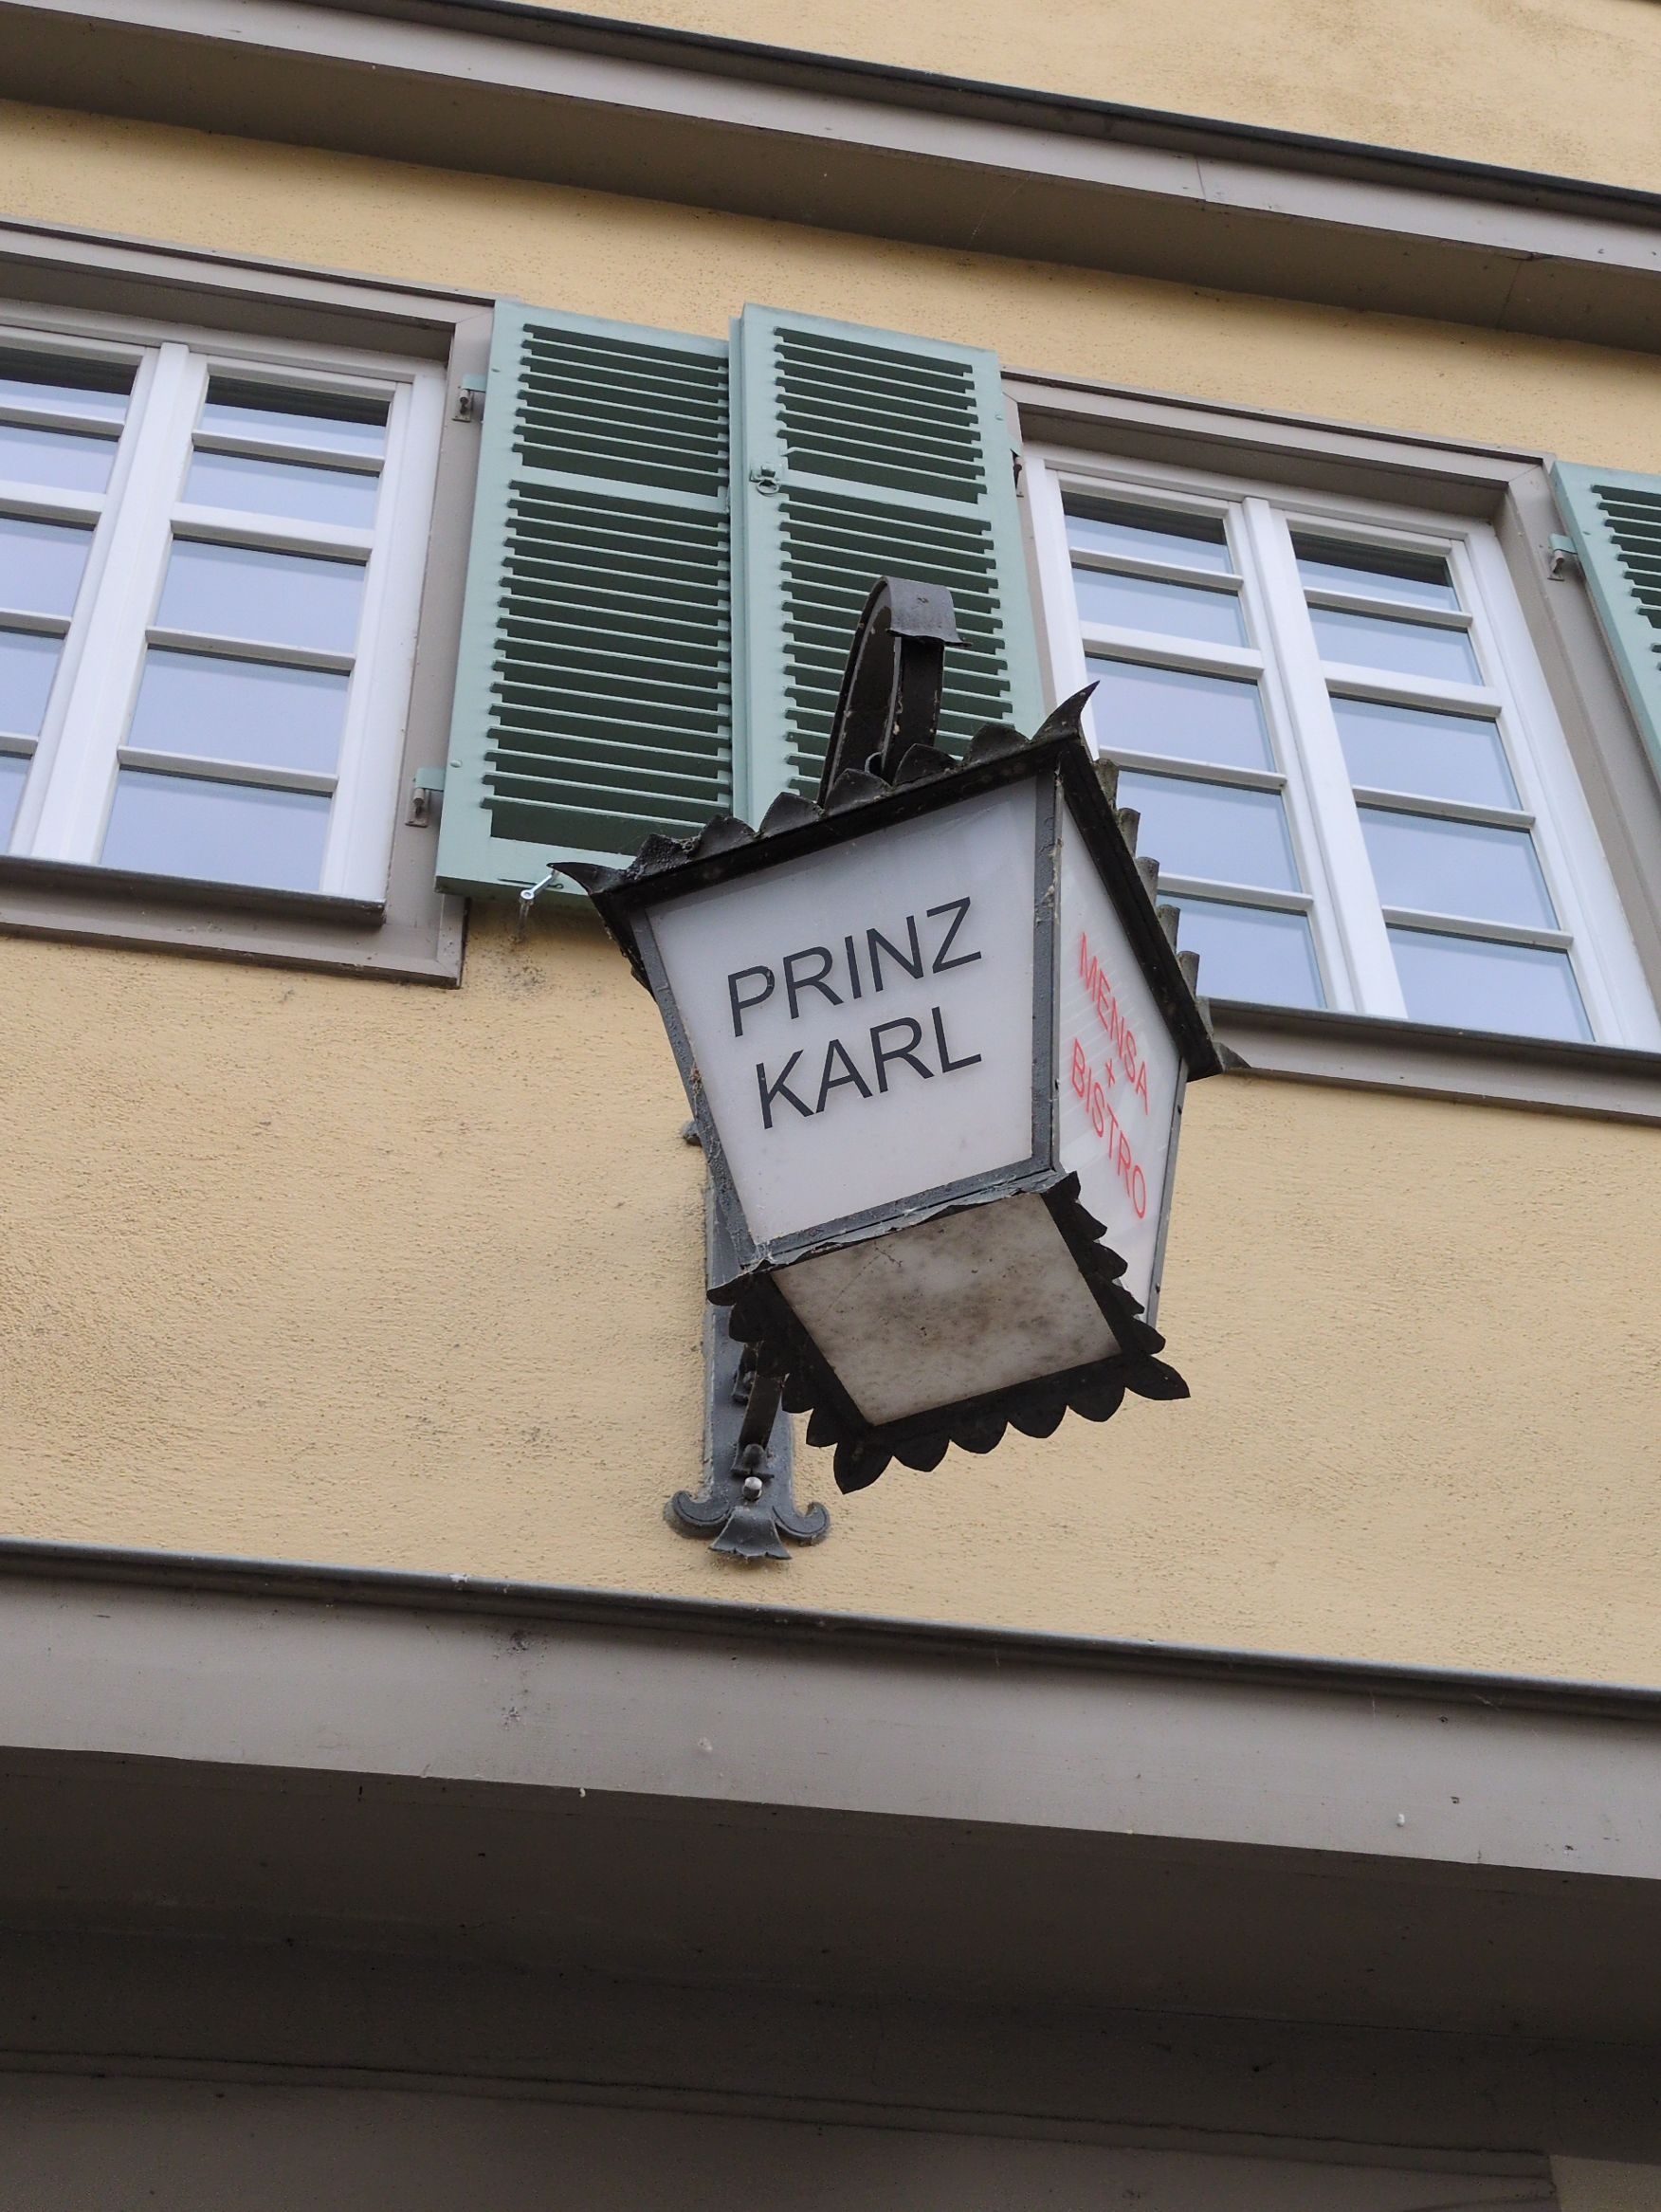 PRINZ
KARL
MENSA
+
BISTRO